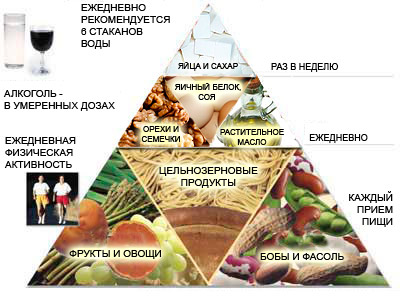 ЕЖЕДНЕВНО
РЕКОМЕНДУЕТСЯ
6 СТАКАНОВ
ВОДЫ
АЛКОГОЛЬ -
В УМЕРЕННЫХ ДОЗАХ
ЕЖЕДНЕВНАЯ
ФИЗИЧЕСКАЯ
АКТИВНОСТЬ
ЯЙЦА И САХАР
РАЗ В НЕДЕЛЮ
ЯИЧНЫЙ БЕЛОК,
СОЯ
ОРЕХИ И
СЕМЕЧКИ
РАСТИТЕЛЬНОЕ
МАСЛО
ЕЖЕДНЕВНО
ЦЕЛЬНОЗЕРНОВЫЕ
ПРОДУКТЫ
КАЖДЫЙ
ПРИЕМ
ПИЩИ
ФРУКТЫ И ОВОЩИ
БОБЫ И ФАСОЛЬ